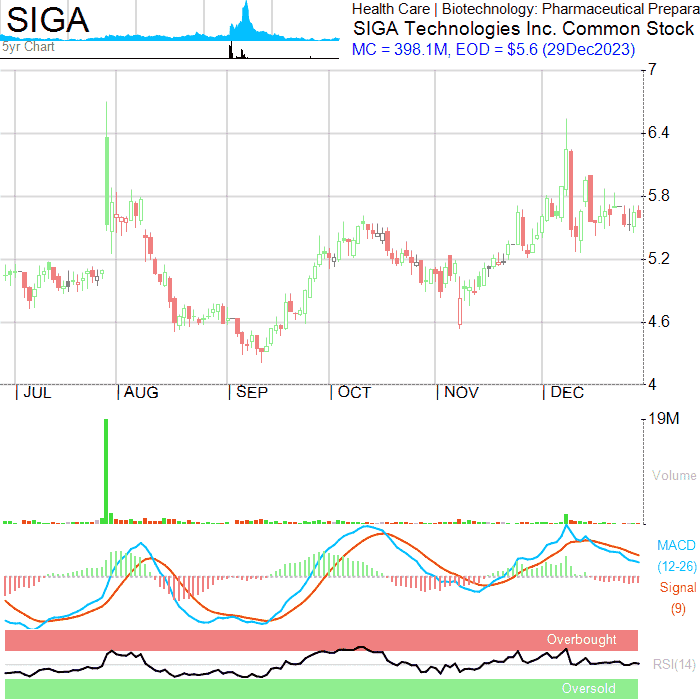 SIGA
5yr Chart
Health Care | Biotechnology: Pharmaceutical Prepara
SIGA Technologies Inc. Common Stock
MC = 398.1M, EOD = $5.6 (29Dec2023)
7
6.4
5.8
5.2
4.6
4
JUL
AUG
SEP
OCT
NOV
DEC
19M
Volume
MACD
(12-26)
Signal
(9)
Overbought
RSI(14)
Oversold